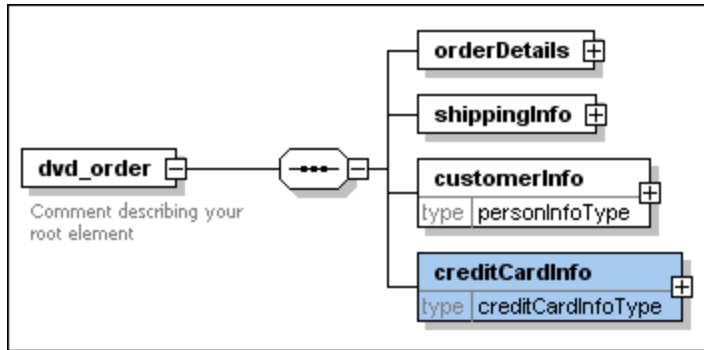 orderDetails
shippingInfo
dvd_order
Comment describing your
root element
customerInfo
type personInfoType
creditCardInfo
type creditCardInfoType